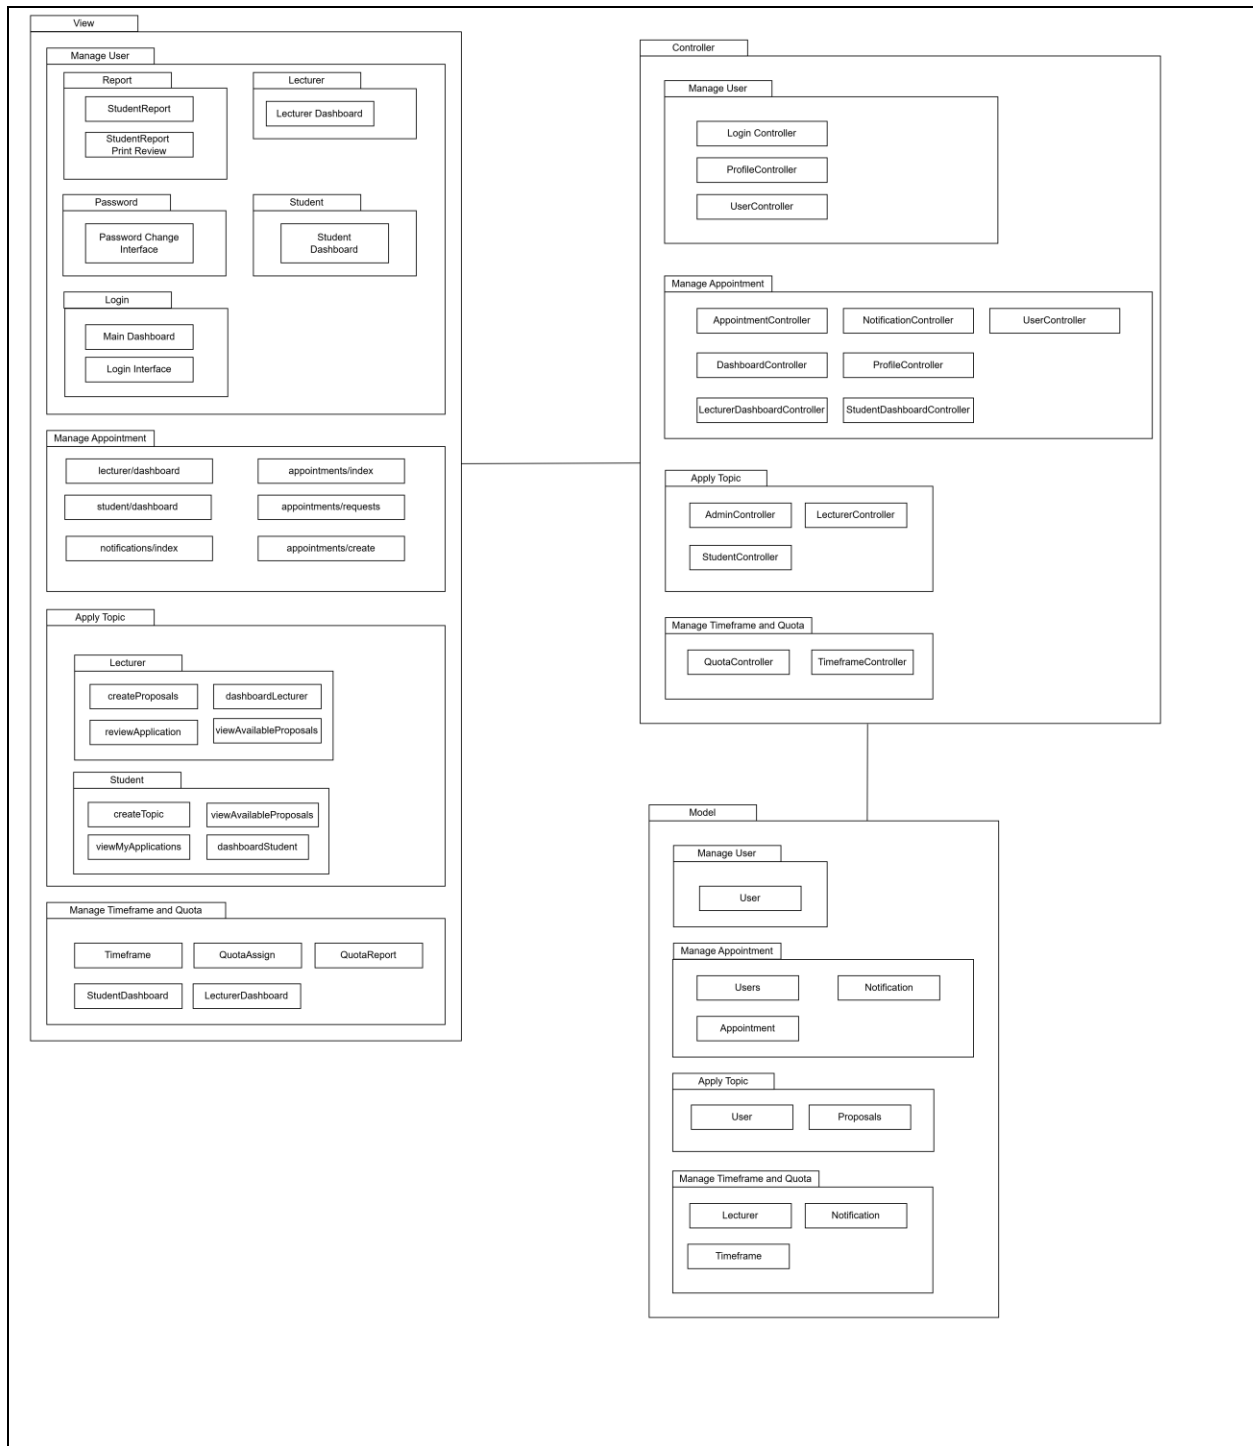 View
Manage User
Report
StudentReport
StudentReport
Print Review
Lecturer
Lecturer Dashboard
Password
Password Change
Interface
Student
Student
Dashboard
Login
Main Dashboard
Login Interface
Manage Appointment
lecturer/dashboard
appointments/index
student/dashboard
appointments/requests
notifications/index
appointments/create
Apply Topic
Lecturer
createProposals
dashboardLecturer
reviewApplication
viewAvailableProposals
Student
createTopic
viewAvailableProposals
viewMyApplications
dashboardStudent
Manage Timeframe and Quota
Timeframe
QuotaAssign
QuotaReport
StudentDashboard
LecturerDashboard
Controller
Manage User
Login Controller
ProfileController
UserController
Manage Appointment
AppointmentController
NotificationController
UserController
DashboardController
ProfileController
LecturerDashboardController
StudentDashboardController
Apply Topic
AdminController
LecturerController
StudentController
Manage Timeframe and Quota
QuotaController
TimeframeController
Model
Manage User
User
Manage Appointment
Users
Notification
Appointment
Apply Topic
User
Proposals
Manage Timeframe and Quota
Lecturer
Notification
Timeframe